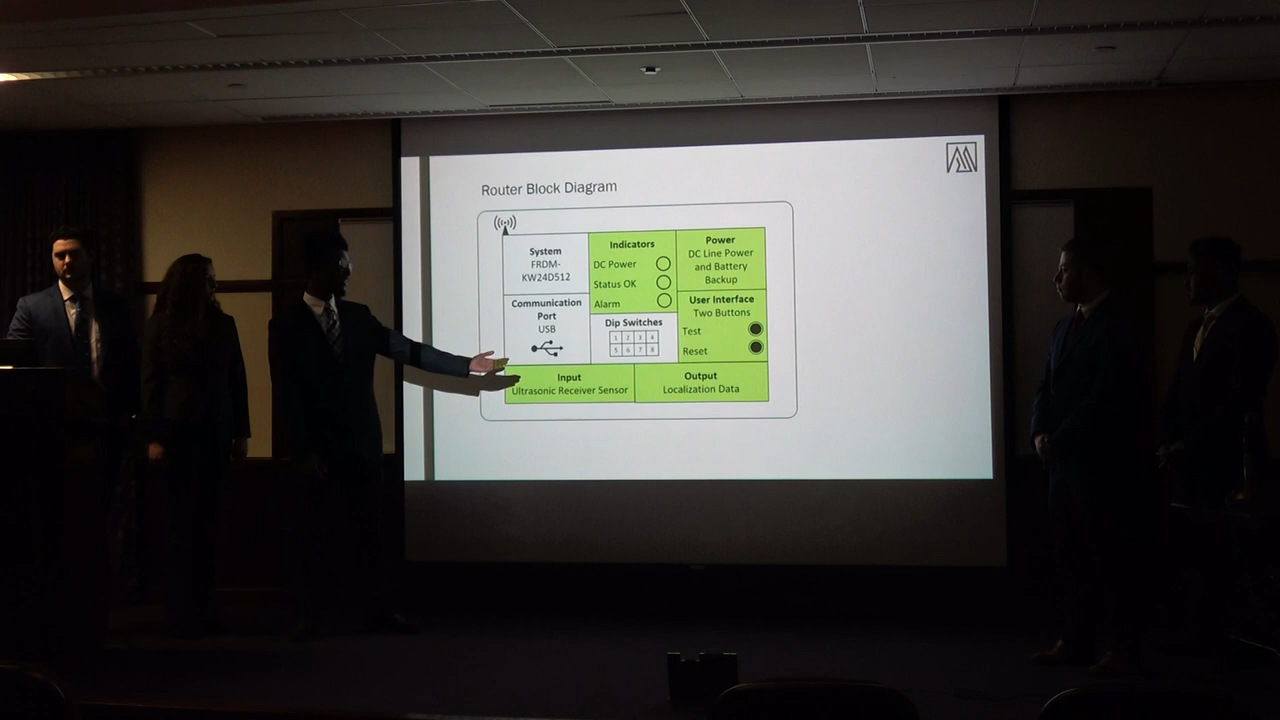 Router Block Diagram
System
FRDM-
KW24D512
Indicators
DC Power
Status OK
Alarm
Power
DC Line Power
and Battery
Backup
Communication
Port
USB
Dip Switches
1 2 3 4
5 6 7 8
User Interface
Two Buttons
Test
Reset
Input
Ultrasonic Receiver Sensor
Output
Localization Data